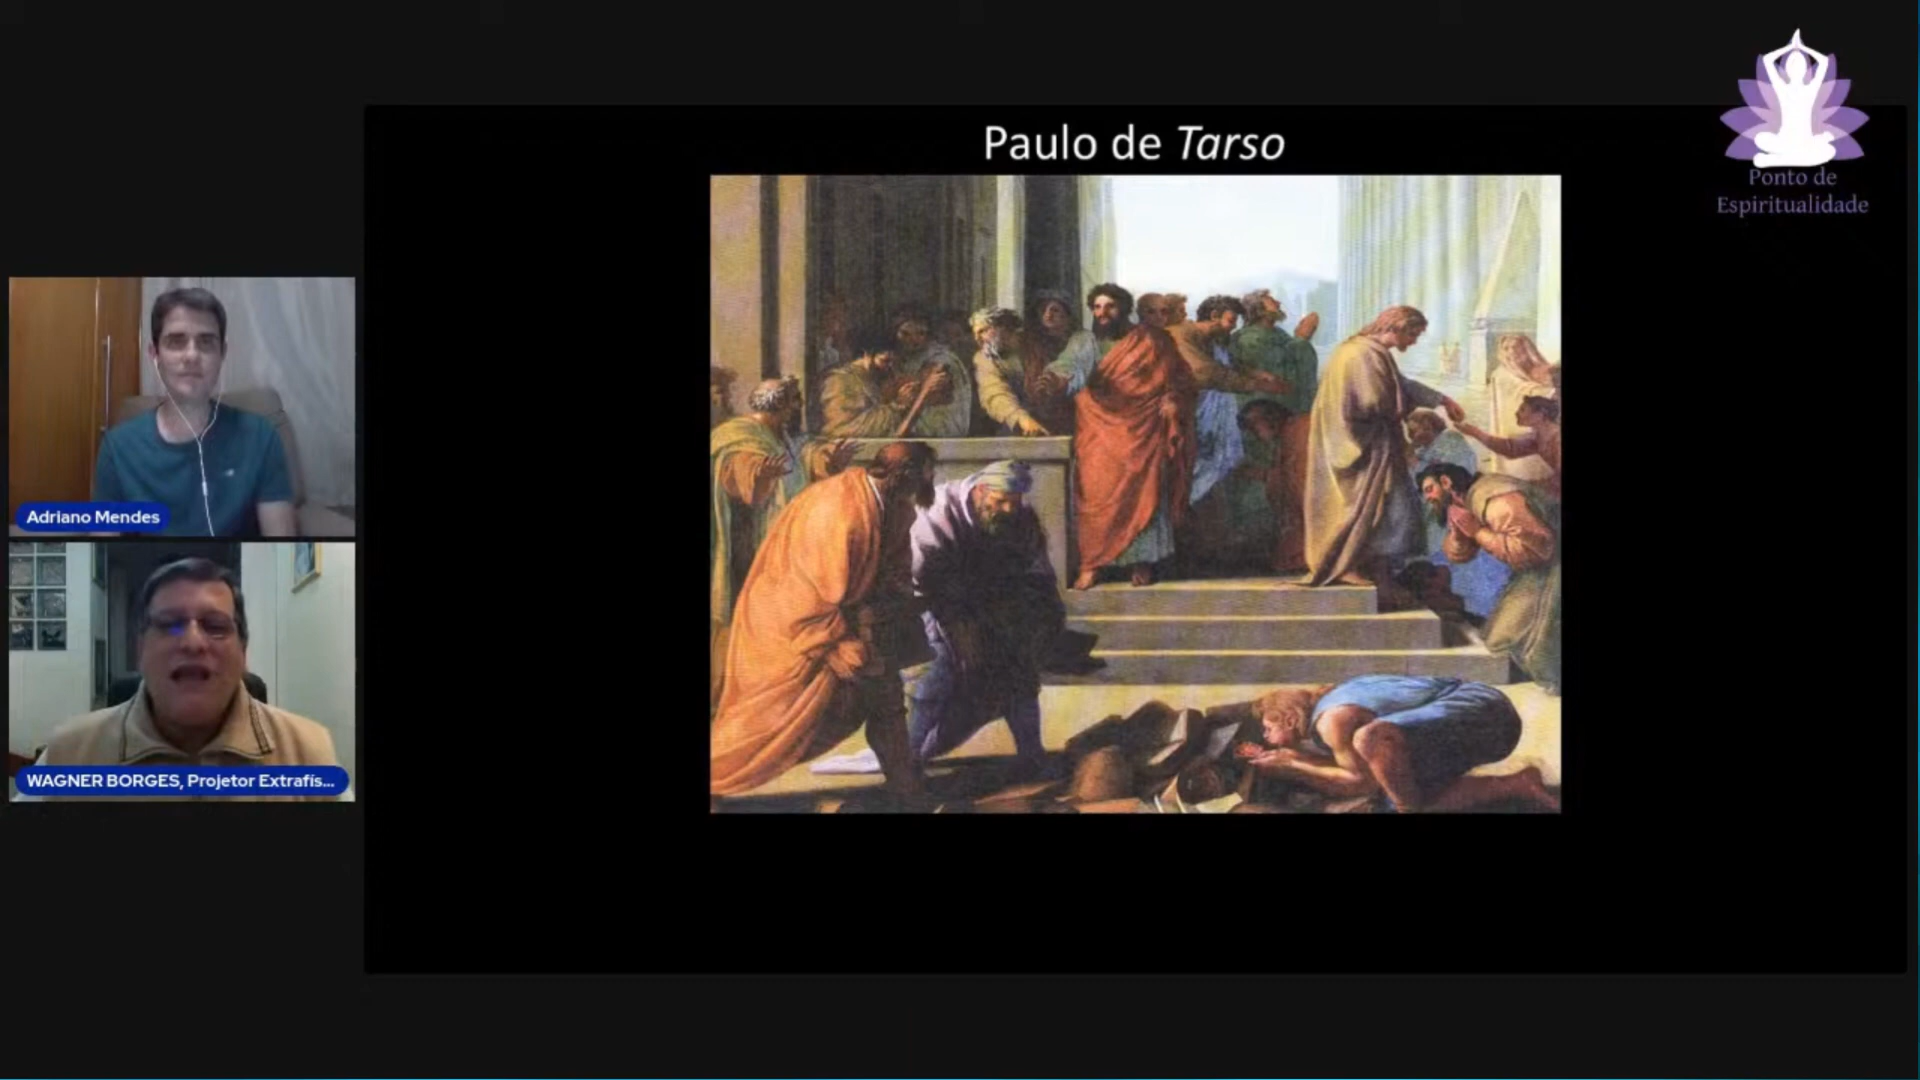 Paulo de Tarso
Ponto de
Espiritualidade
Adriano Mendes
WAGNER BORGES, Projetor Extrafís...